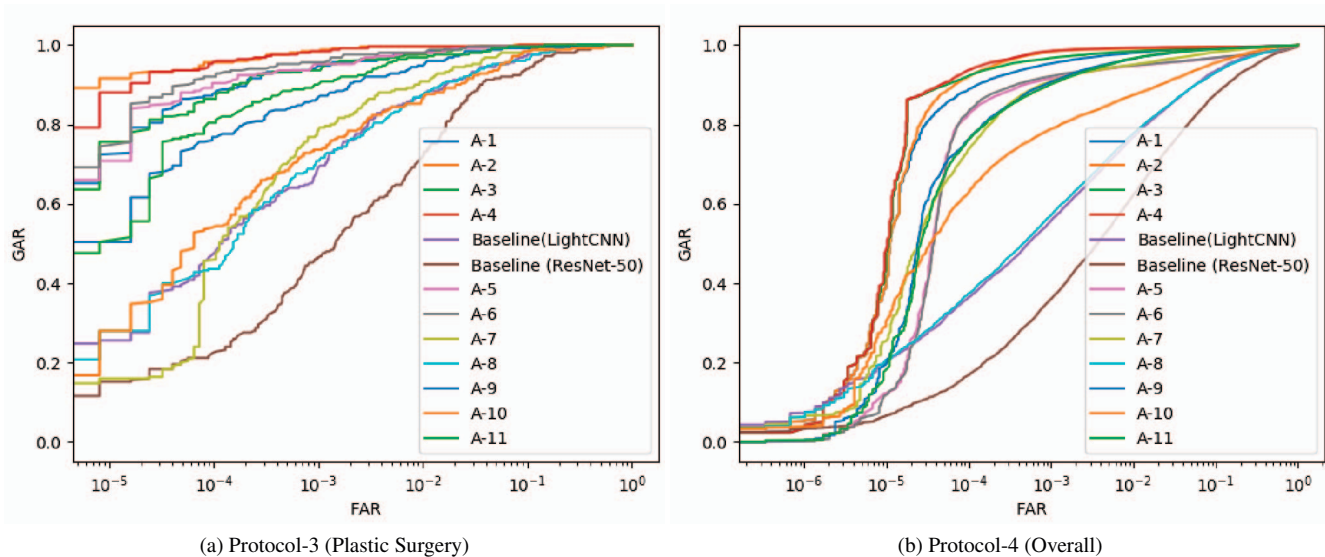 1.0
0.8
0.6
0.4
0.2
0.0
GAR
A-1
A-2
A-3
A-4
Baseline(LightCNN)
Baseline (ResNet-50)
A-5
A-6
A-7
A-8
A-9
A-10
A-11
10⁻⁵
10⁻⁴
10⁻³
10⁻²
10⁻¹
10⁰
FAR
(a) Protocol-3 (Plastic Surgery)
1.0
0.8
0.6
0.4
0.2
0.0
GAR
A-1
A-2
A-3
A-4
Baseline(LightCNN)
Baseline (ResNet-50)
A-5
A-6
A-7
A-8
A-9
A-10
A-11
10⁻⁶
10⁻⁵
10⁻⁴
10⁻³
10⁻²
10⁻¹
10⁰
FAR
(b) Protocol-4 (Overall)